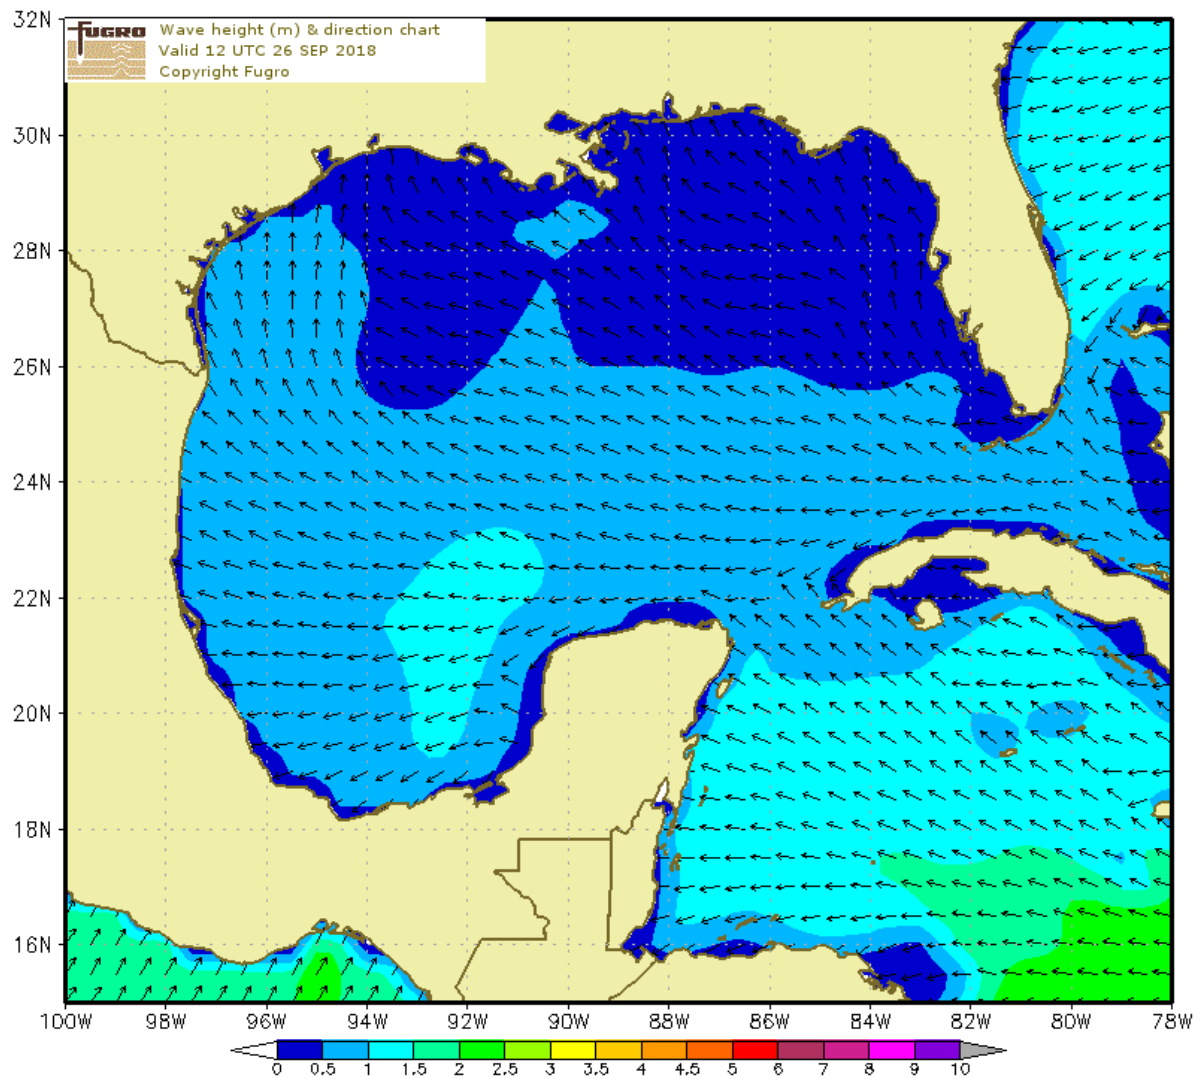 32N
fugro
Wave height (m) & direction chart
Valid 12 UTC 26 SEP 2018
Copyright Fugro
30N
28N
26N
24N
22N
20N
18N
16N
100W 98W 96W 94W 92W 90W 88W 86W 84W 82W 80W 78W
0 0.5 1 1.5 2 2.5 3 3.5 4 4.5 5 6 7 8 9 10